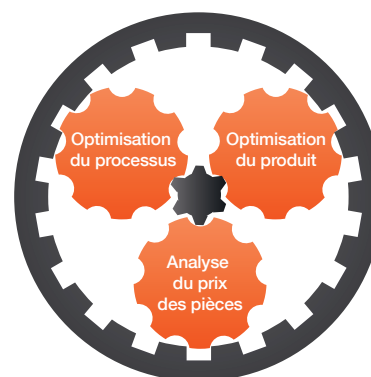 Optimisation
du processus
Optimisation
du produit
Analyse
du prix
des pièces